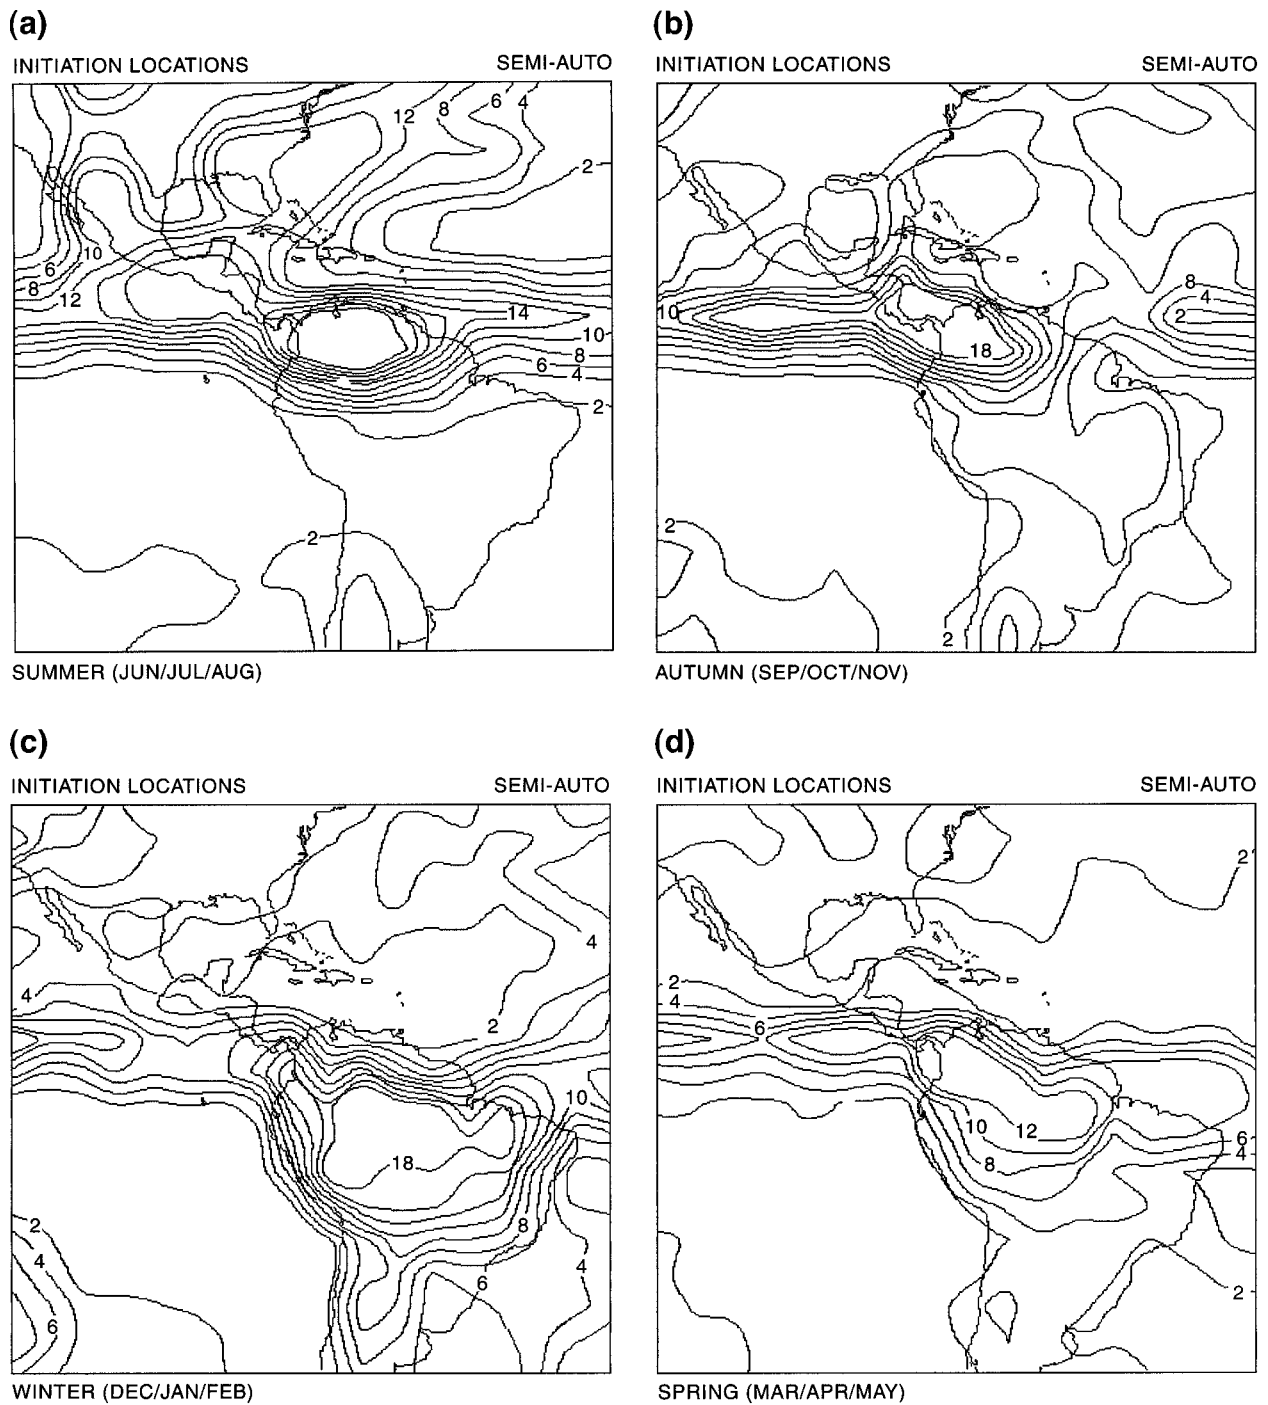 (a)
INITIATION LOCATIONS SEMI-AUTO
12 8 6 4
2
10
6
8
12
14
10
8
6
4
2
2
SUMMER (JUN/JUL/AUG)
(b)
INITIATION LOCATIONS SEMI-AUTO
8
4
10 2
18
2
2
AUTUMN (SEP/OCT/NOV)
(c)
INITIATION LOCATIONS SEMI-AUTO
4
4
2
10
18
2 8
4 4
6
6
WINTER (DEC/JAN/FEB)
(d)
INITIATION LOCATIONS SEMI-AUTO
2
2
4
6
10 12
6
4
8
2
SPRING (MAR/APR/MAY)